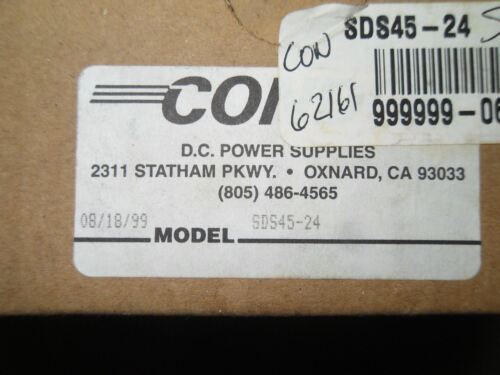 SDS45-24
CON
62161
999999-06
D.C. POWER SUPPLIES
2311 STATHAM PKWY. • OXNARD, CA 93033
(805) 486-4565
08/18/99
MODEL SDS45-24